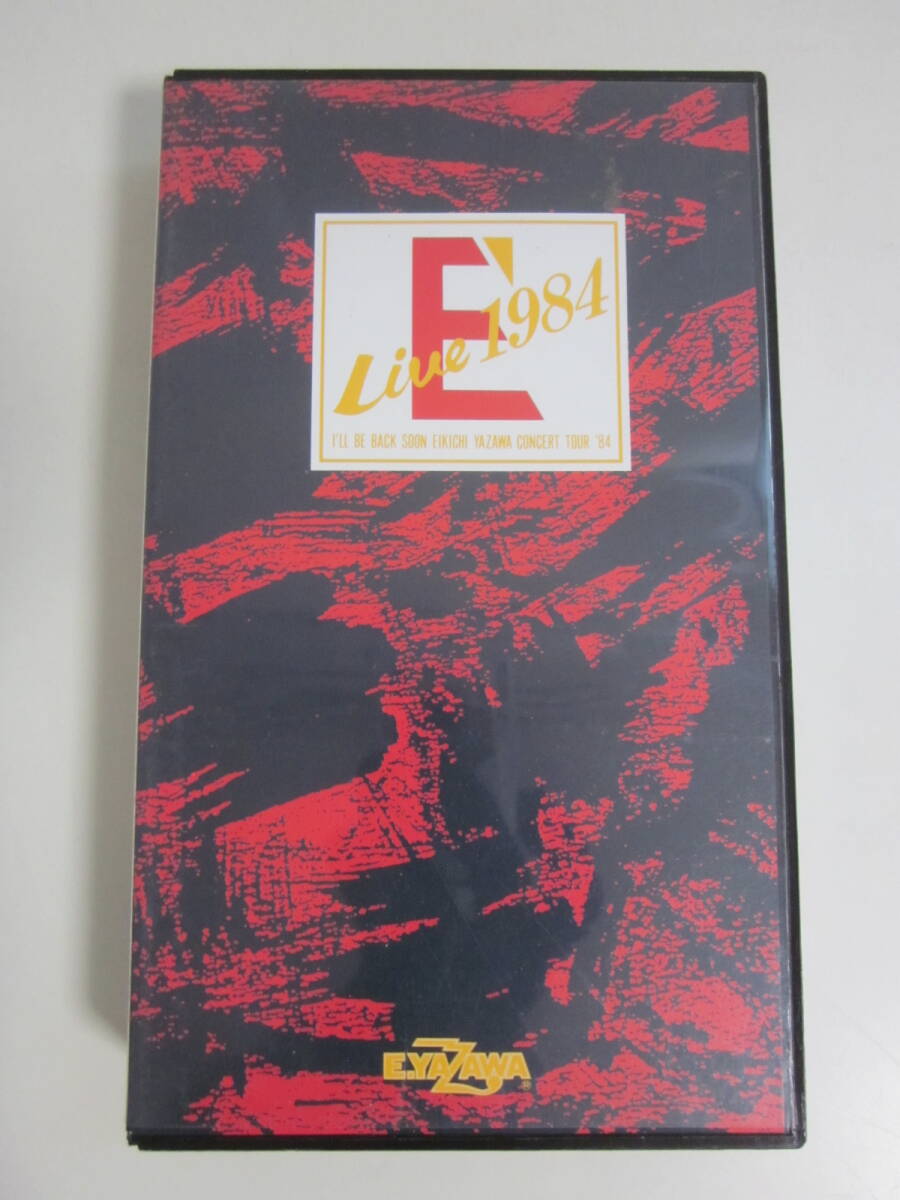 E'
Live 1984
I'LL BE BACK SOON EIKICHI YAZAWA CONCERT TOUR '84
E.YAZAWA®